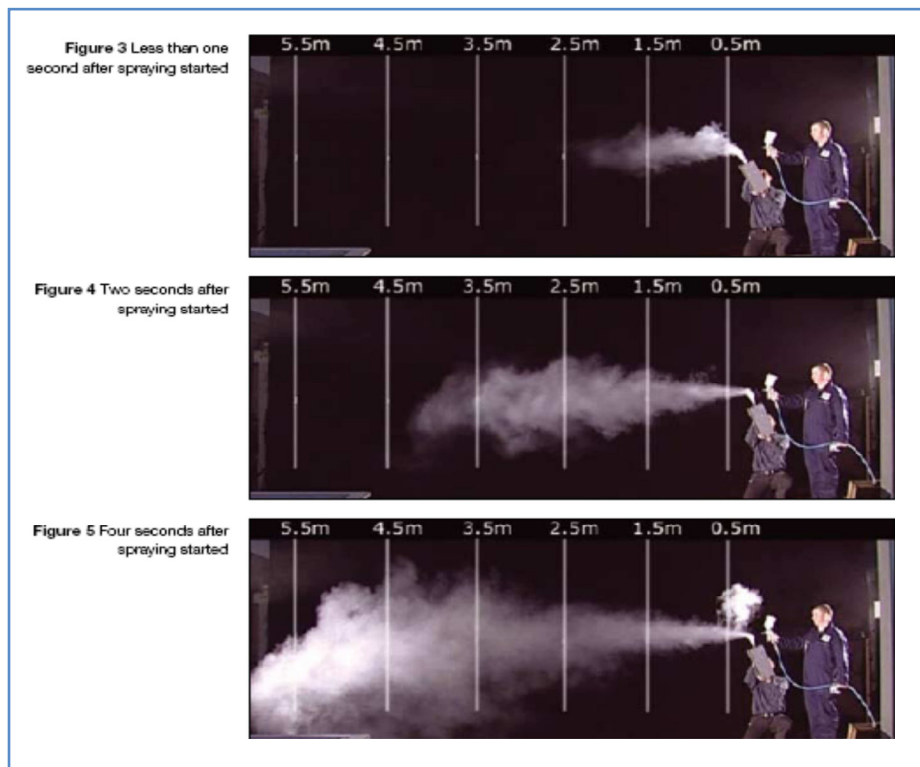 Figure 3 Less than one
second after spraying started
5.5m 4.5m 3.5m 2.5m 1.5m 0.5m
Figure 4 Two seconds after
spraying started
5.5m 4.5m 3.5m 2.5m 1.5m 0.5m
Figure 5 Four seconds after
spraying started
5.5m 4.5m 3.5m 2.5m 1.5m 0.5m